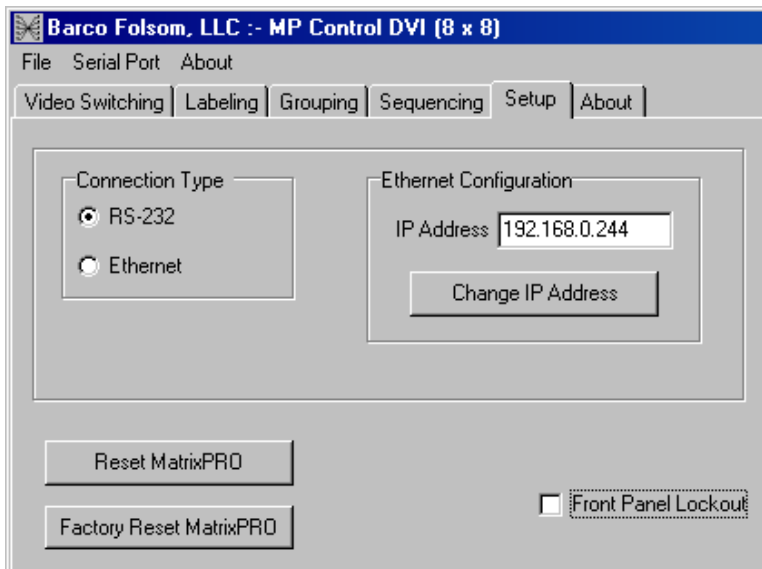 Barco Folsom, LLC :- MP Control DVI (8 x 8)
File Serial Port About
Video Switching Labeling Grouping Sequencing Setup About
Connection Type
RS-232
Ethernet
Ethernet Configuration
IP Address 192.168.0.244
Change IP Address
Reset MatrixPRO
Factory Reset MatrixPRO
Front Panel Lockout